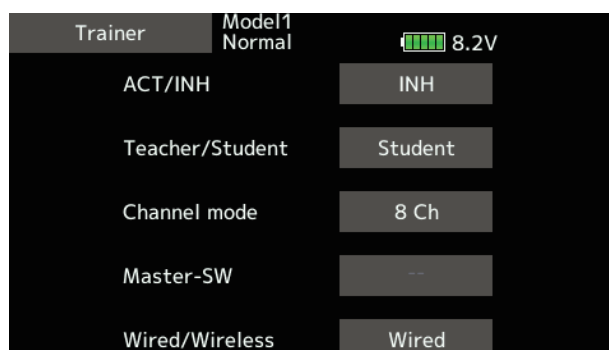 Trainer
Model1
Normal
8.2V
ACT/INH INH
Teacher/Student Student
Channel mode 8 Ch
Master-SW --
Wired/Wireless Wired